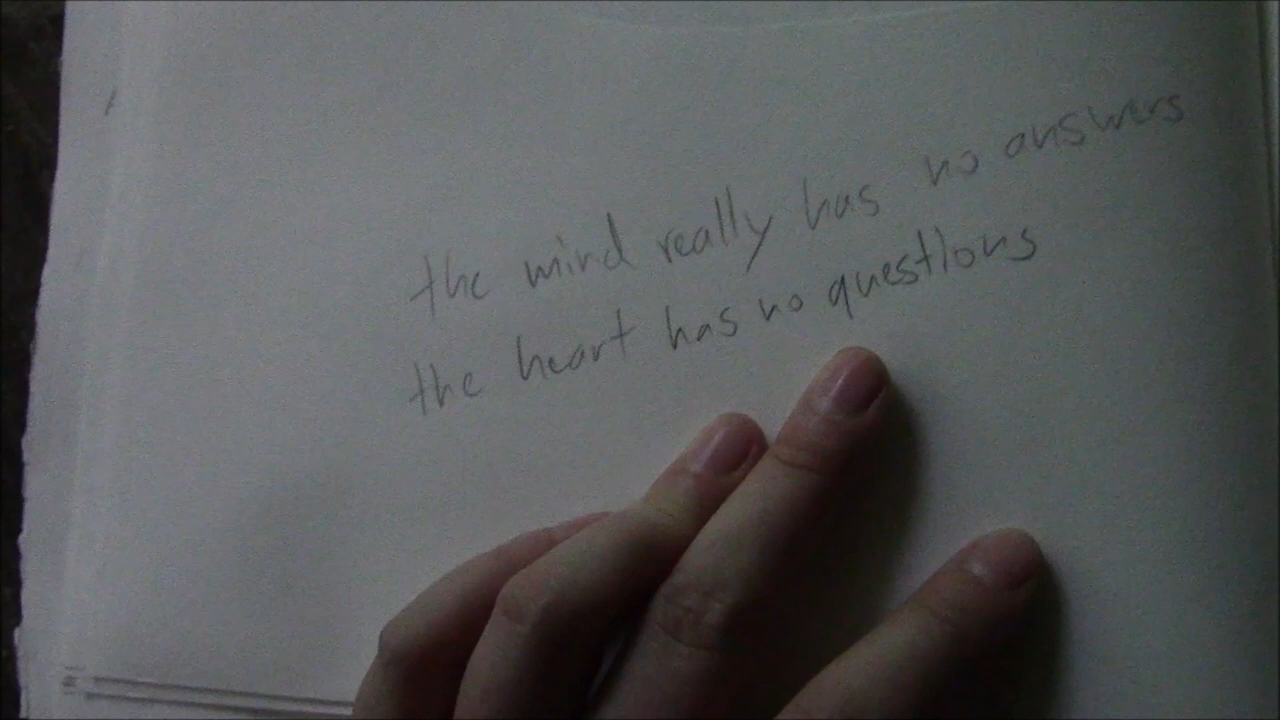 the mind really has no answers
the heart has no questions